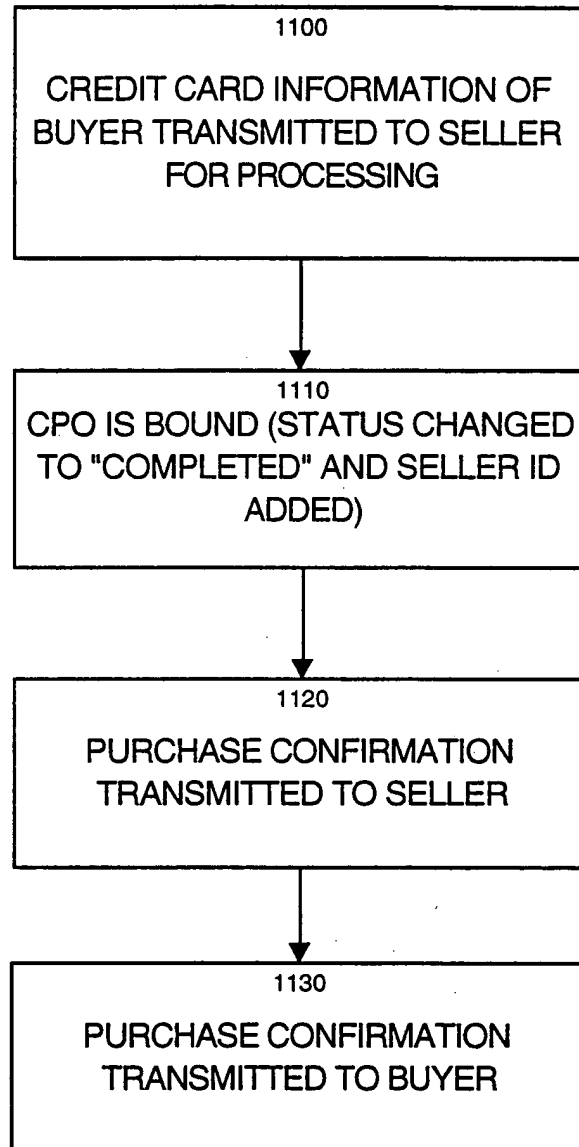 1100
CREDIT CARD INFORMATION OF
BUYER TRANSMITTED TO SELLER
FOR PROCESSING
1110
CPO IS BOUND (STATUS CHANGED
TO "COMPLETED" AND SELLER ID
ADDED)
1120
PURCHASE CONFIRMATION
TRANSMITTED TO SELLER
1130
PURCHASE CONFIRMATION
TRANSMITTED TO BUYER